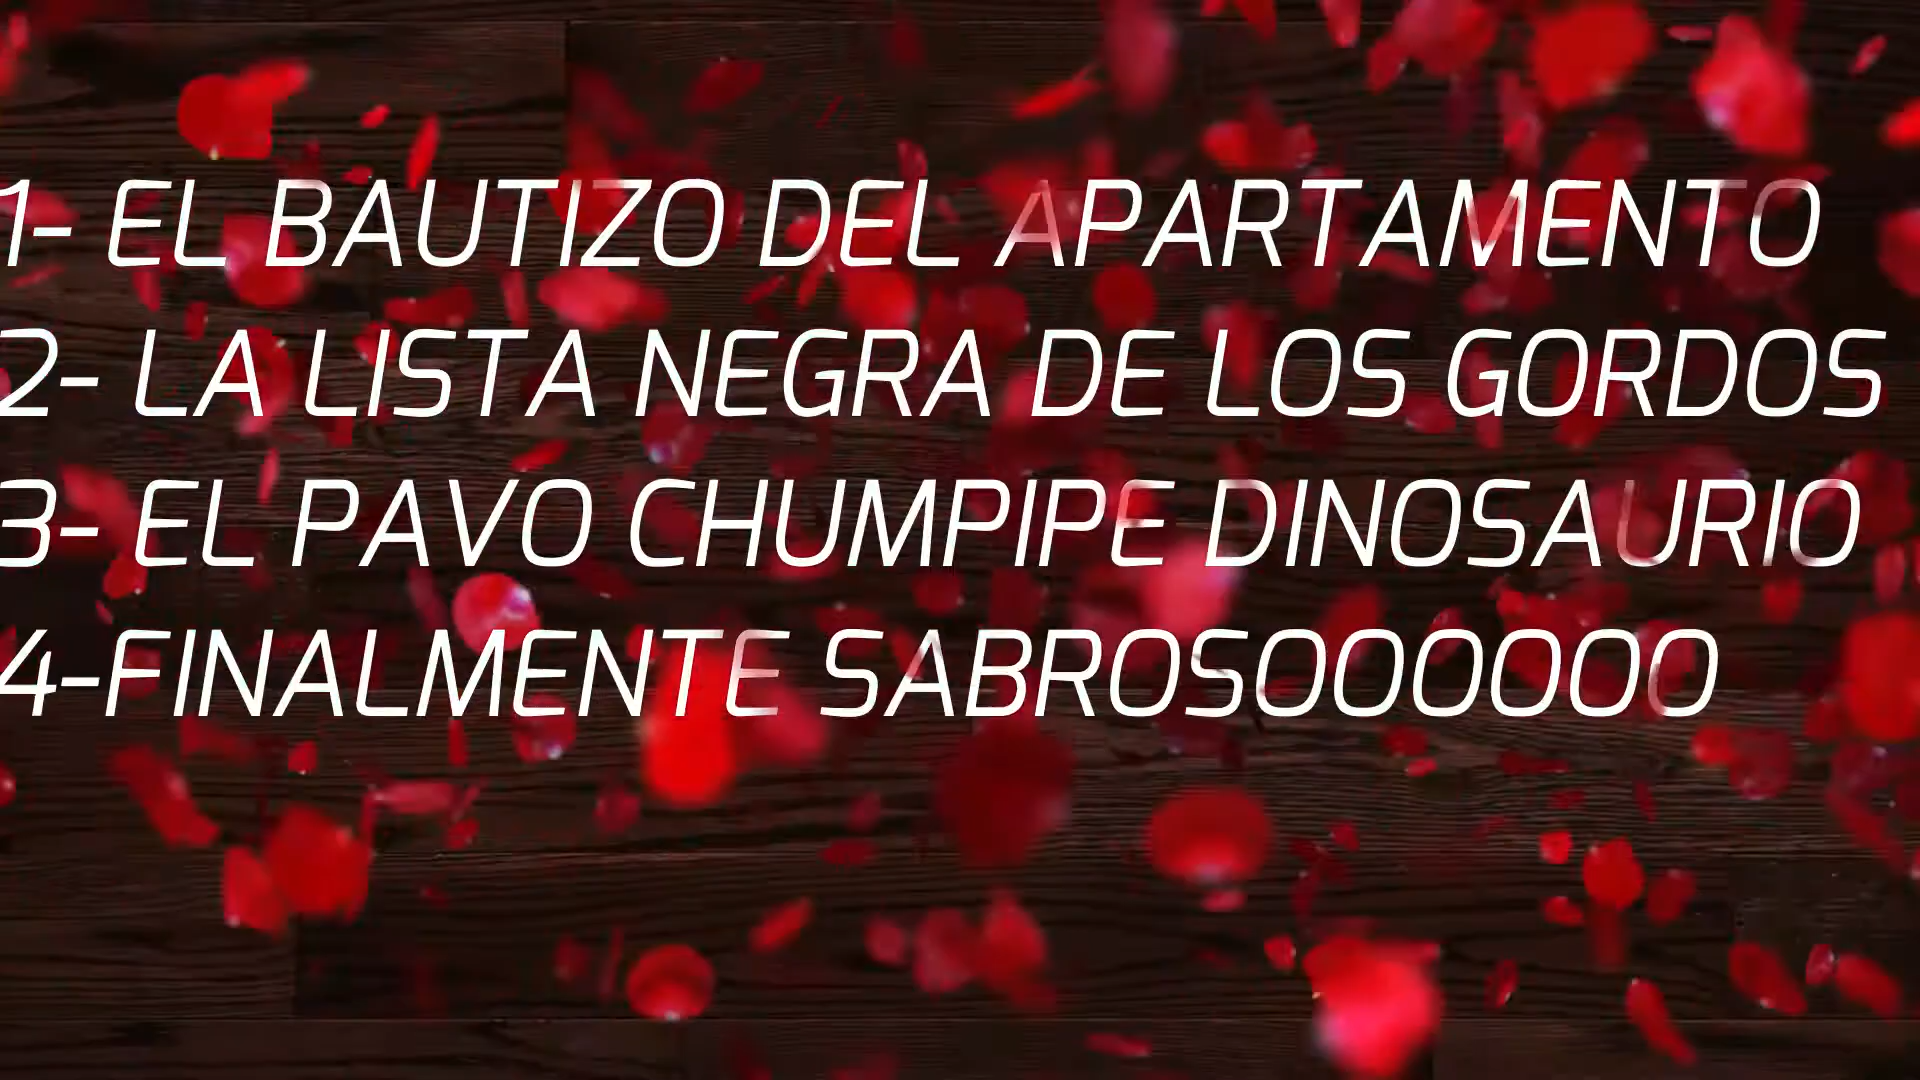 1- EL BAUTIZO DEL APARTAMENTO
2- LA LISTA NEGRA DE LOS GORDOS
3- EL PAVO CHUMPIPE DINOSAURIO
4-FINALMENTE SABROSOOOOOO